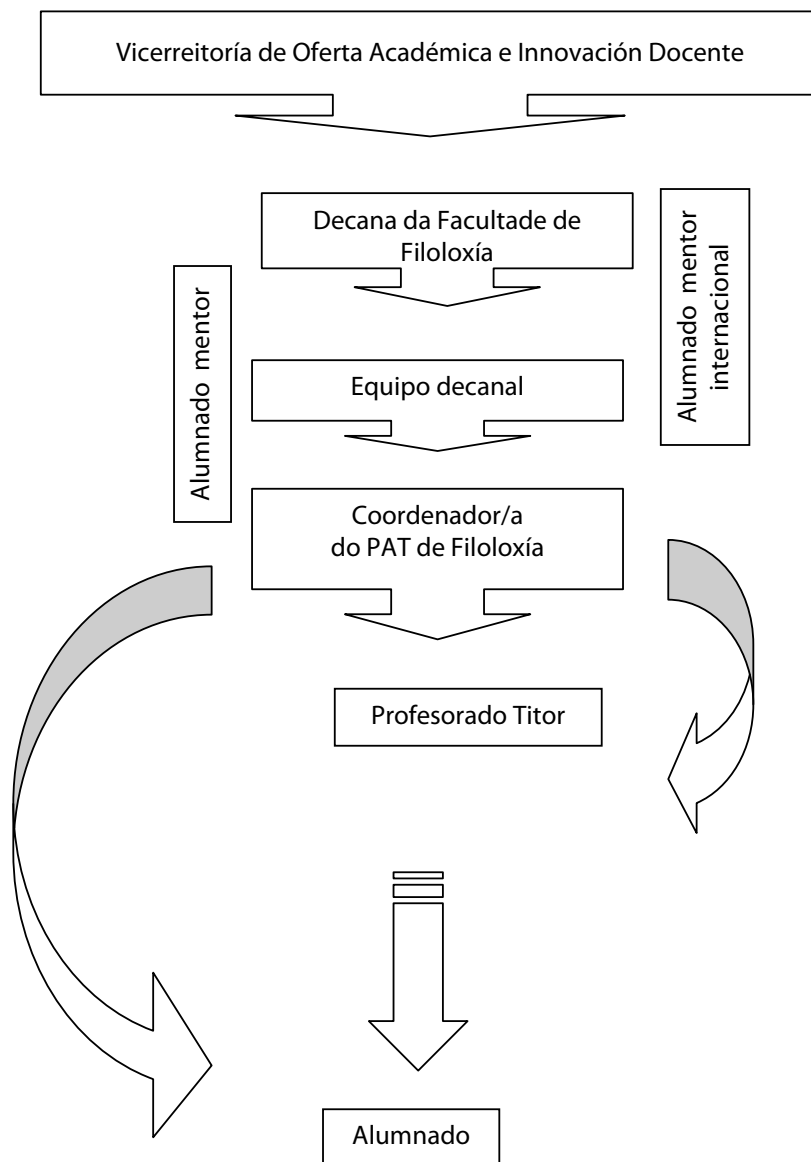 Vicerreitoría de Oferta Académica e Innovación Docente
Decana da Facultade de
Filoloxía
Alumnado mentor
internacional
Alumnado mentor
Equipo decanal
Coordenador/a
do PAT de Filoloxía
Profesorado Titor
Alumnado